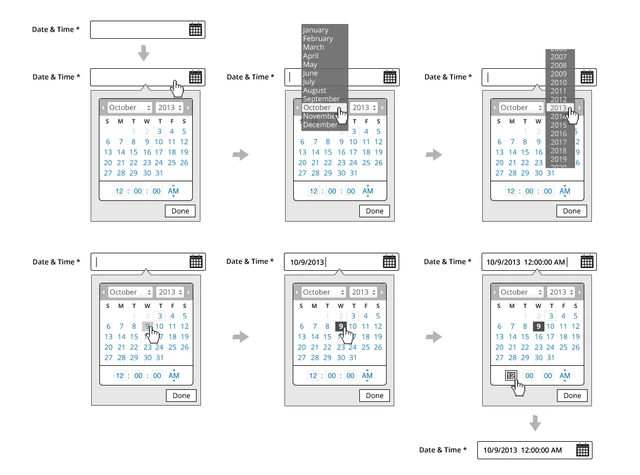 Date & Time *
Date & Time *
October 2013
S M T W T F S
1 2 3 4 5
6 7 8 9 10 11 12
13 14 15 16 17 18 19
20 21 22 23 24 25 26
27 28 29 30 31
12 : 00 : 00 AM
Done
Date & Time *
January
February
March
April
May
June
July
August
September
October
November
December
2013
S M T W T F S
1 2 3 4 5
6 7 8 9 10 11 12
13 14 15 16 17 18 19
20 21 22 23 24 25 26
27 28 29 30 31
12 : 00 : 00 AM
Done
Date & Time *
2007
2008
2009
2010
2011
2012
2013
2014
2015
2016
2017
2018
2019
October
S M T W T
1 2 3
6 7 8 9 10
13 14 15 16 17
20 21 22 23 24
27 28 29 30 31
12 : 00 : 00 AM
Done
Date & Time *
October 2013
S M T W T F S
1 2 3 4 5
6 7 8 9 10 11 12
13 14 15 16 17 18 19
20 21 22 23 24 25 26
27 28 29 30 31
12 : 00 : 00 AM
Done
Date & Time *
10/9/2013
October 2013
S M T W T F S
1 2 3 4 5
6 7 8 9 10 11 12
13 14 15 16 17 18 19
20 21 22 23 24 25 26
27 28 29 30 31
12 : 00 : 00 AM
Done
Date & Time *
10/9/2013 12:00:00 AM
October 2013
S M T W T F S
1 2 3 4 5
6 7 8 9 10 11 12
13 14 15 16 17 18 19
20 21 22 23 24 25 26
27 28 29 30 31
12 00 00 AM
Done
Date & Time *
10/9/2013 12:00:00 AM